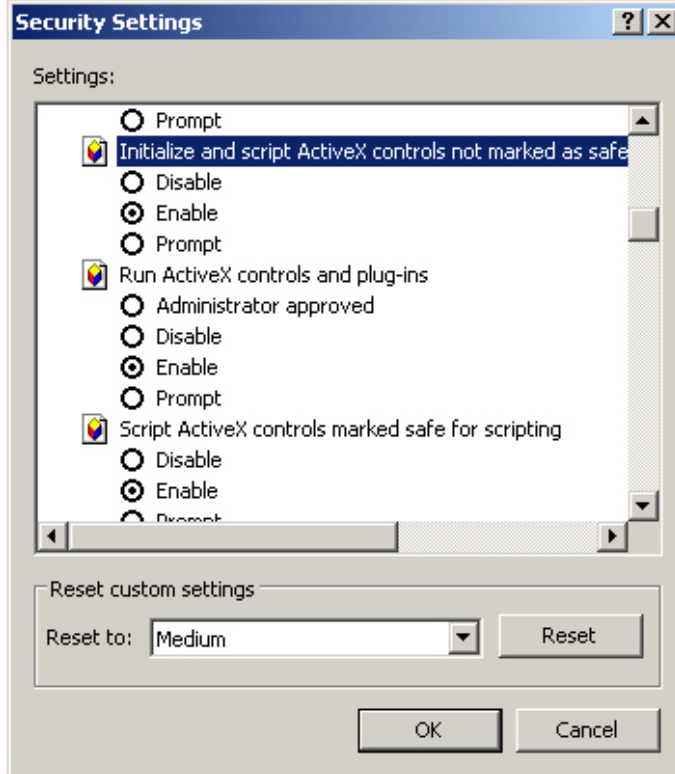 Security Settings
Settings:
Prompt
Initialize and script ActiveX controls not marked as safe
Disable
Enable
Prompt
Run ActiveX controls and plug-ins
Administrator approved
Disable
Enable
Prompt
Script ActiveX controls marked safe for scripting
Disable
Enable
Prompt
Reset custom settings
Reset to: Medium Reset
OK Cancel